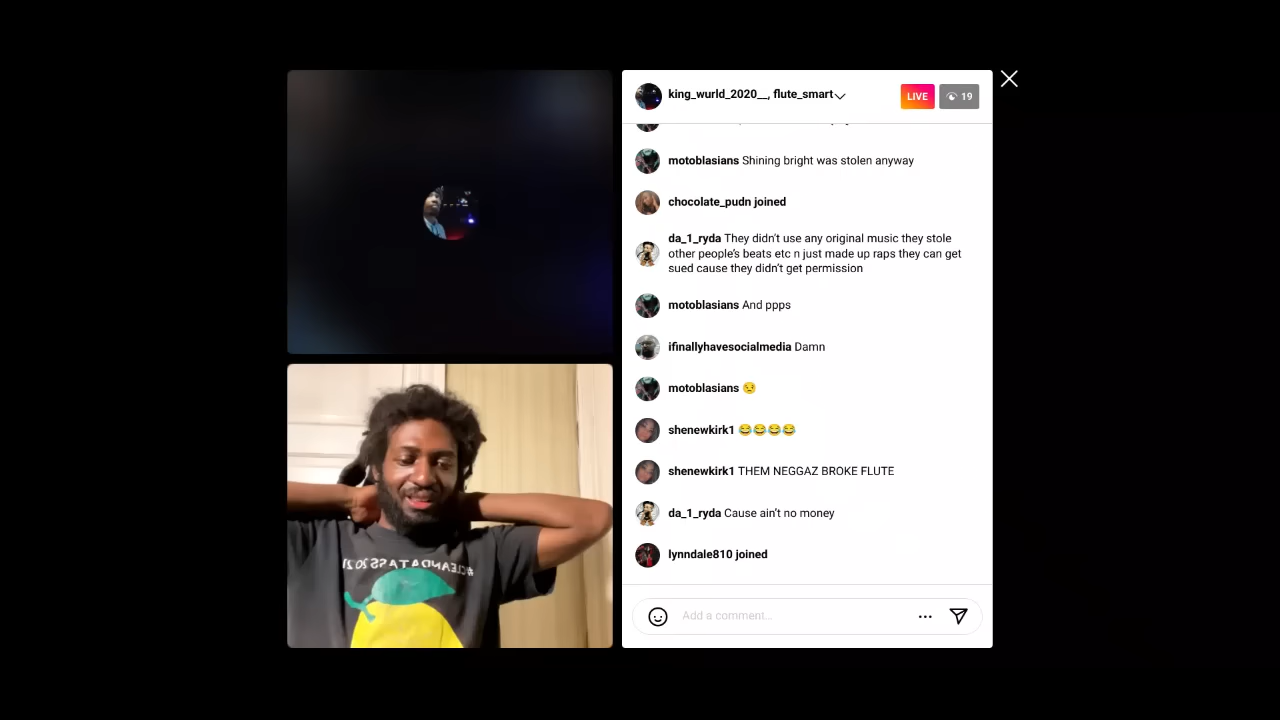 king_wurld_2020__, flute_smart
LIVE
19
motoblasians Shining bright was stolen anyway
chocolate_pudn joined
da_1_ryda They didn't use any original music they stole
other people's beats etc n just made up raps they can get
sued cause they didn't get permission
motoblasians And ppps
ifinallyhavesocialmedia Damn
motoblasians 😒
shenewkirk1 😂😂😂😂
shenewkirk1 THEM NEGGAZ BROKE FLUTE
da_1_ryda Cause ain't no money
lynndale810 joined
Add a comment...
#CLEANDATASS2021